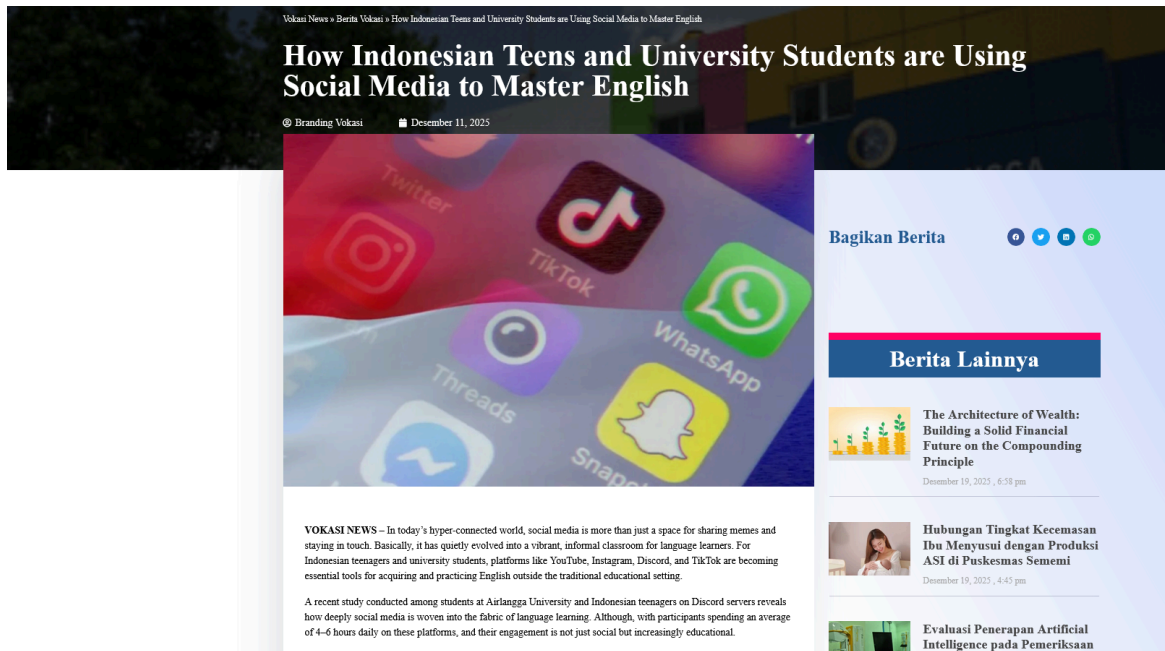 Vokasi News » Berita Vokasi » How Indonesian Teens and University Students are Using Social Media to Master English
How Indonesian Teens and University Students are Using
Social Media to Master English
Branding Vokasi
Desember 11, 2025
Twitter
TikTok
WhatsApp
Threads
Bagikan Berita
Berita Lainnya
The Architecture of Wealth:
Building a Solid Financial
Future on the Compounding
Principle
Desember 19, 2025 , 6:58 pm
Hubungan Tingkat Kecemasan
Ibu Menyusui dengan Produksi
ASI di Puskesmas Sememi
Desember 19, 2025 , 4:45 pm
Evaluasi Penerapan Artificial
Intelligence pada Pemeriksaan
VOKASI NEWS – In today's hyper-connected world, social media is more than just a space for sharing memes and
staying in touch. Basically, it has quietly evolved into a vibrant, informal classroom for language learners. For
Indonesian teenagers and university students, platforms like YouTube, Instagram, Discord, and TikTok are becoming
essential tools for acquiring and practicing English outside the traditional educational setting.
A recent study conducted among students at Airlangga University and Indonesian teenagers on Discord servers reveals
how deeply social media is woven into the fabric of language learning. Although, with participants spending an average
of 4–6 hours daily on these platforms, and their engagement is not just social but increasingly educational.